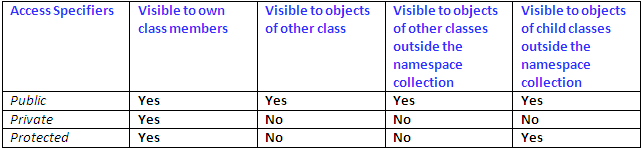 Access Specifiers Visible to own Visible to objects Visible to objects Visible to objects
class members of other class of other classes of child classes
outside the outside the
namespace namespace
collection collection
Public Yes Yes Yes Yes
Private Yes No No No
Protected Yes No No Yes